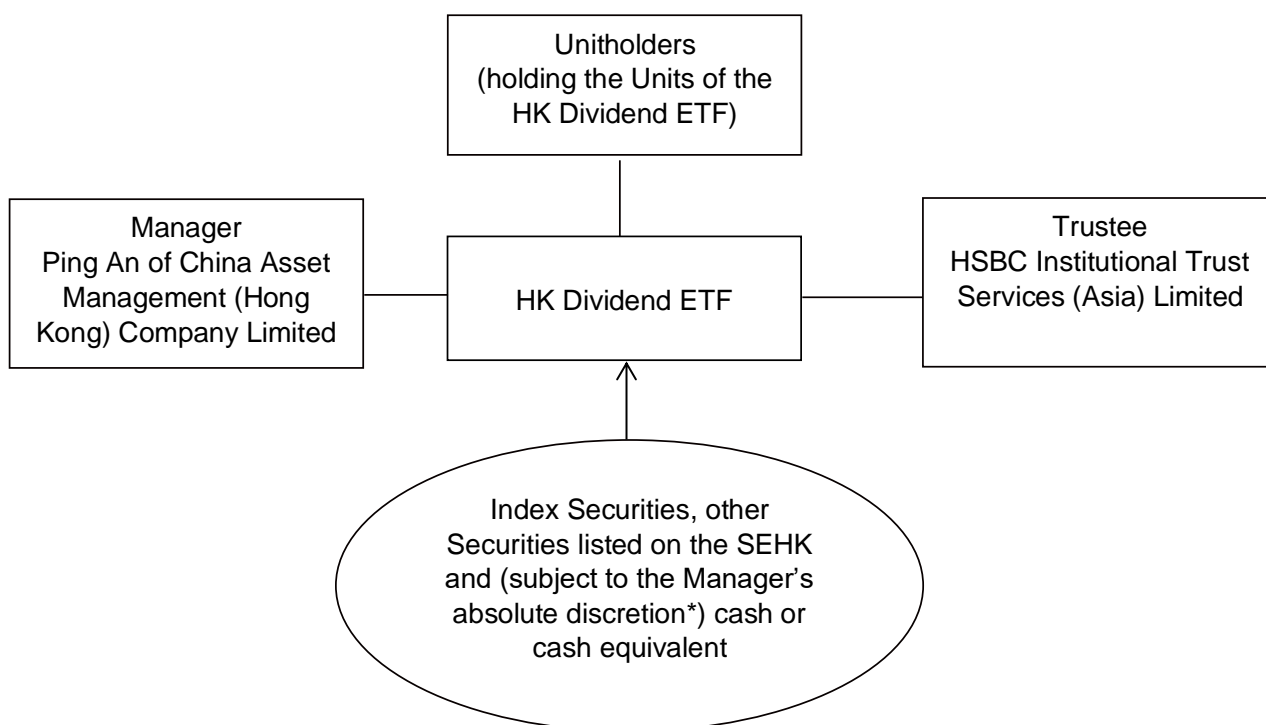 Unitholders
(holding the Units of the
HK Dividend ETF)
Manager
Ping An of China Asset
Management (Hong
Kong) Company Limited
HK Dividend ETF
Trustee
HSBC Institutional Trust
Services (Asia) Limited
Index Securities, other
Securities listed on the SEHK
and (subject to the Manager’s
absolute discretion*) cash or
cash equivalent